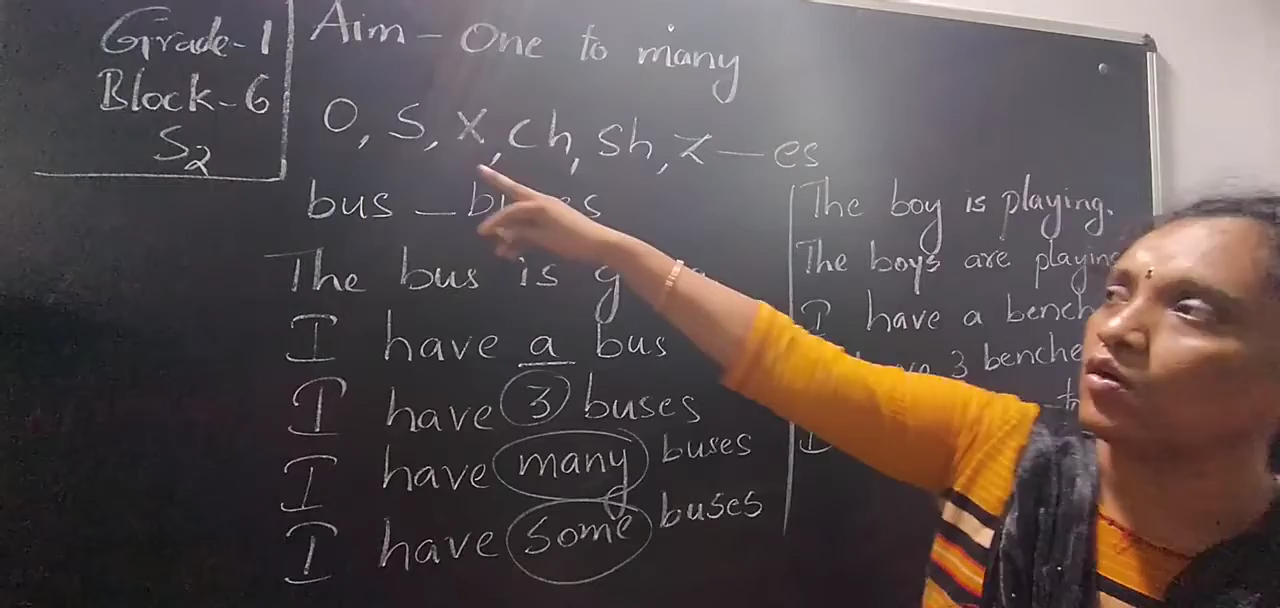 Grade-1
Block-6
S2
Aim - One to many
O, S, X, Ch, Sh, Z - es
bus - buses
The bus is
I have a bus
I have 3 buses
I have many buses
I have some buses
The boy is playing.
The boys are playing
I have a bench
3 benche
I